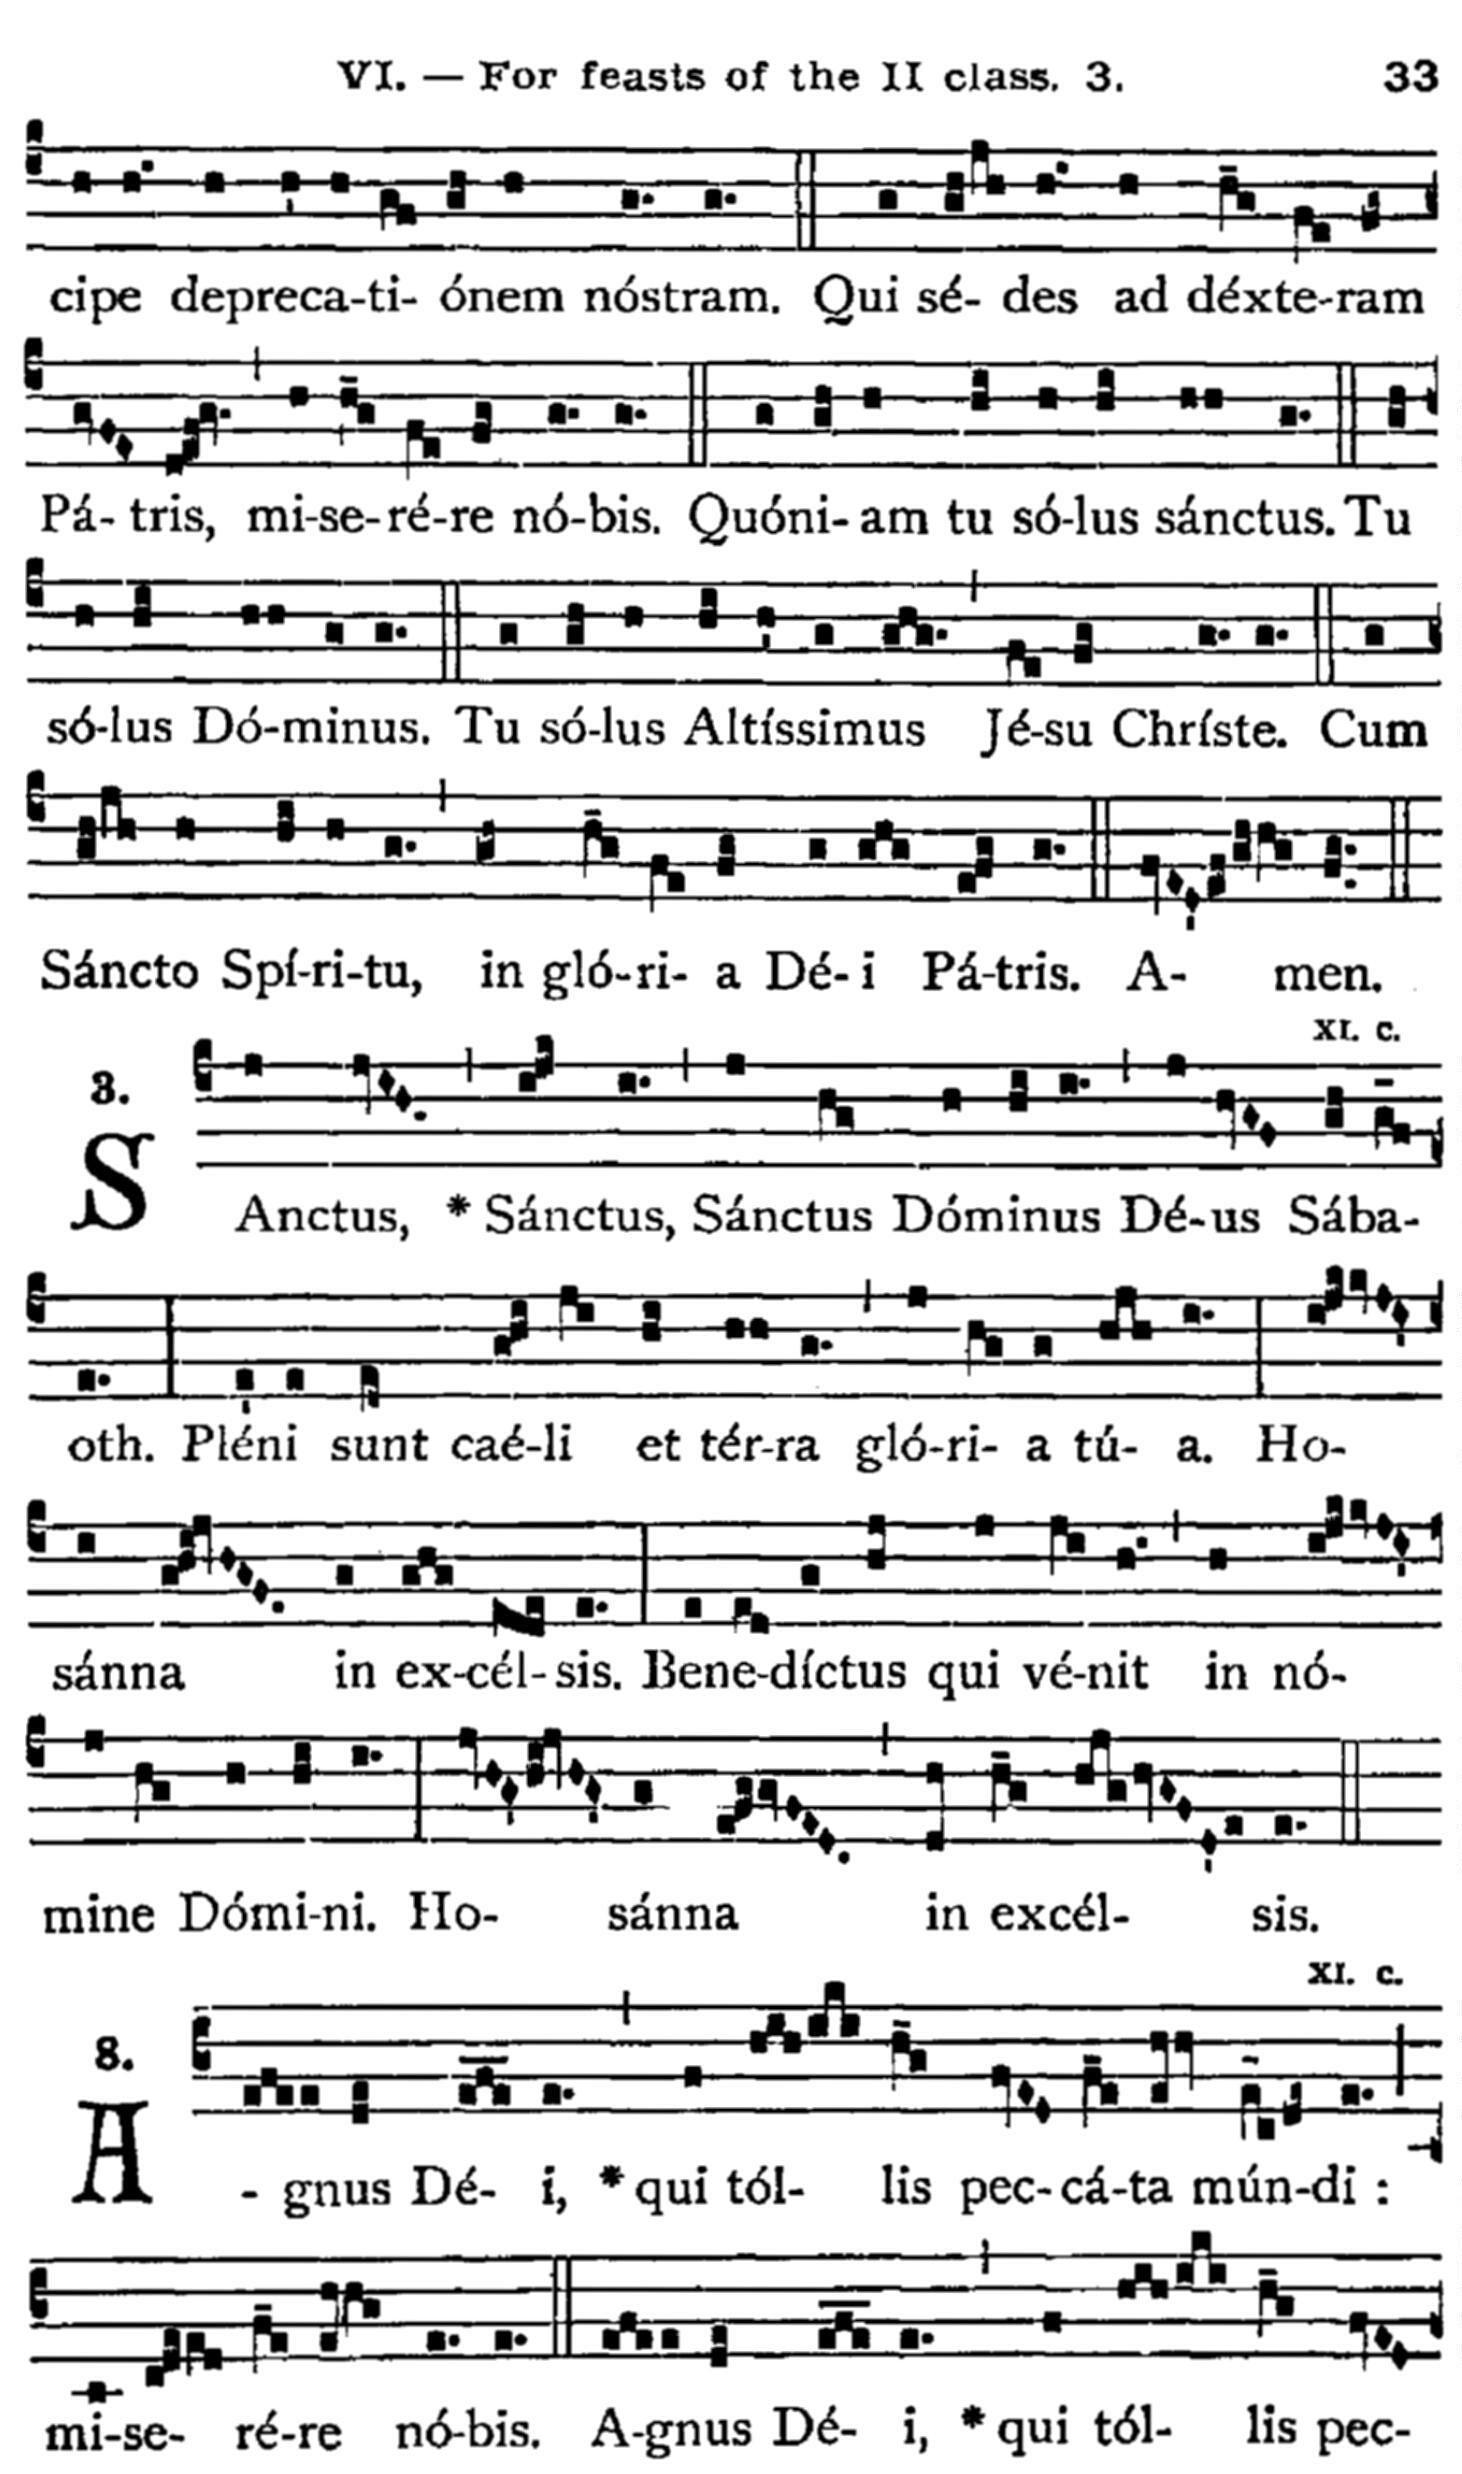 VI. — For feasts of the II class. 3. 33
cipe depreca-ti- ónem nóstram. Qui sé- des ad déxte-ram
Pá- tris, mi-se-ré-re nó-bis. Quóni- am tu só-lus sánctus. Tu
só-lus Dó-minus. Tu só-lus Altíssimus Jé-su Chríste. Cum
Sáncto Spí-ri-tu, in gló-ri- a Dé- i Pá-tris. A- men.
XI. C.
3.
SAnctus, * Sánctus, Sánctus Dóminus Dé-us Sába-
oth. Pléni sunt caé-li et tér-ra gló-ri- a tú- a. Ho-
sánna in ex-cél- sis. Bene-díctus qui vé-nit in nó-
mine Dómi-ni. Ho- sánna in excél- sis.
XI. C.
8.
A- gnus Dé- i, * qui tól- lis pec-cá-ta mún-di :
mi-se- ré-re nó-bis. A-gnus Dé- i, * qui tól- lis pec-